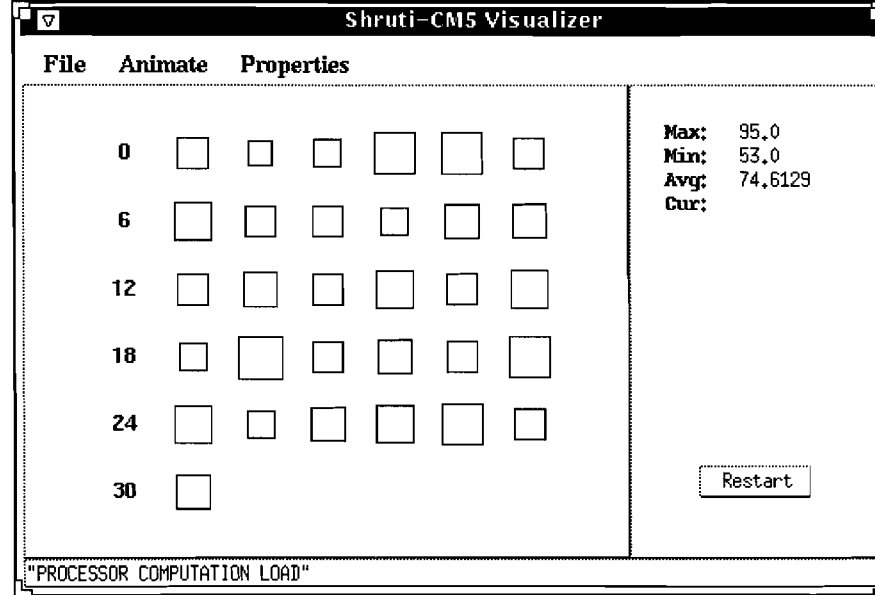 Shruti-CM5 Visualizer
File Animate Properties
0
6
12
18
24
30
Max: 95.0
Min: 53.0
Avg: 74.6129
Cur:
Restart
"PROCESSOR COMPUTATION LOAD"